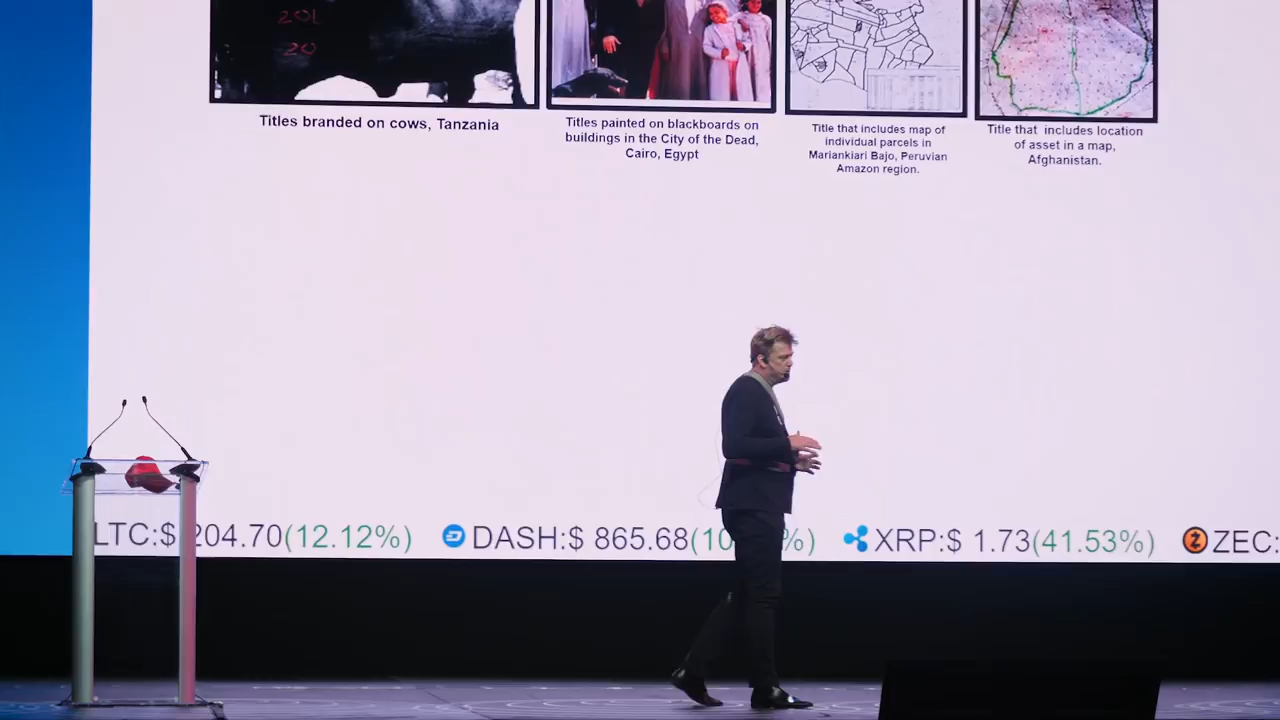 201
20
Titles branded on cows, Tanzania
Titles painted on blackboards on
buildings in the City of the Dead,
Cairo, Egypt
Title that includes map of
individual parcels in
Mariankiari Bajo, Peruvian
Amazon region.
Title that includes location
of asset in a map,
Afghanistan.
LTC:$ 204.70(12.12%) DASH:$ 865.68(10 %) XRP:$ 1.73(41.53%) ZEC: